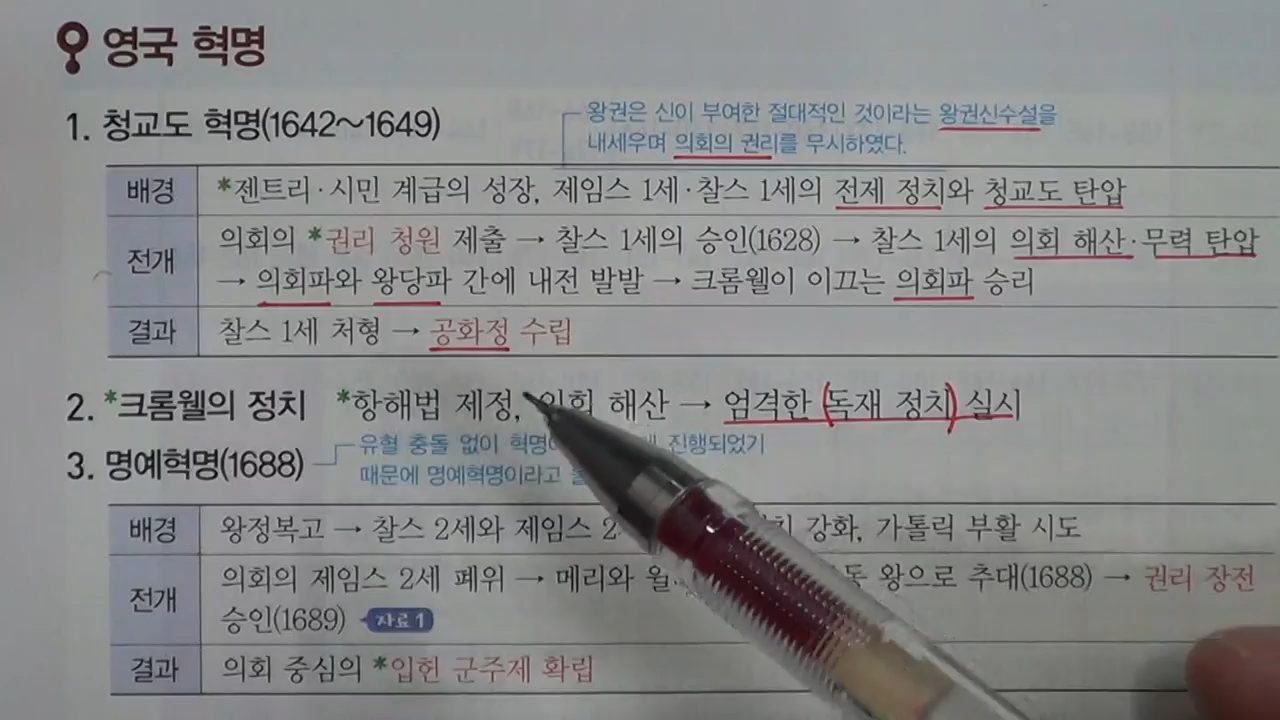 영국 혁명
1. 청교도 혁명(1642~1649)
왕권은 신이 부여한 절대적인 것이라는 왕권신수설을
내세우며 의회의 권리를 무시하였다.
배경 *젠트리·시민 계급의 성장, 제임스 1세·찰스 1세의 전제 정치와 청교도 탄압
전개 의회의 *권리 청원 제출 → 찰스 1세의 승인(1628) → 찰스 1세의 의회 해산·무력 탄압
→ 의회파와 왕당파 간에 내전 발발 → 크롬웰이 이끄는 의회파 승리
결과 찰스 1세 처형 → 공화정 수립
2. *크롬웰의 정치 *항해법 제정, 의회 해산 → 엄격한 (독재 정치) 실시
3. 명예혁명(1688)
유혈 충돌 없이 진행되었기
때문에 명예혁명이라고
배경 왕정복고 → 찰스 2세와 제임스 강화, 가톨릭 부활 시도
전개 의회의 제임스 2세 폐위 → 메리와 왕으로 추대(1688) → 권리 장전
승인(1689) 자료1
결과 의회 중심의 *입헌 군주제 확립